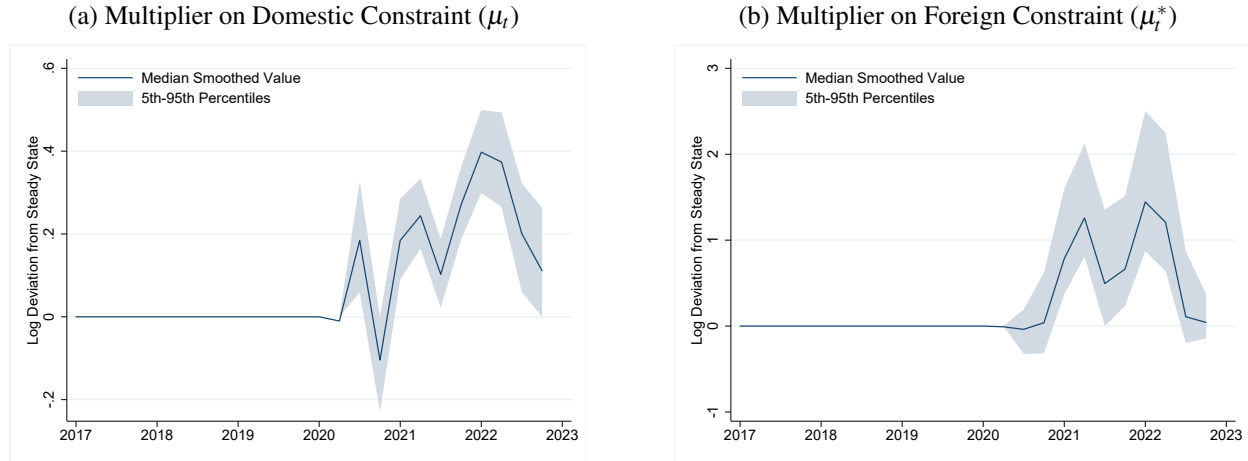 (a) Multiplier on Domestic Constraint (μt)
Median Smoothed Value
5th-95th Percentiles
Log Deviation from Steady State
.6
.4
.2
0
-.2
2017 2018 2019 2020 2021 2022 2023
(b) Multiplier on Foreign Constraint (μ*t)
Median Smoothed Value
5th-95th Percentiles
Log Deviation from Steady State
3
2
1
0
-1
2017 2018 2019 2020 2021 2022 2023